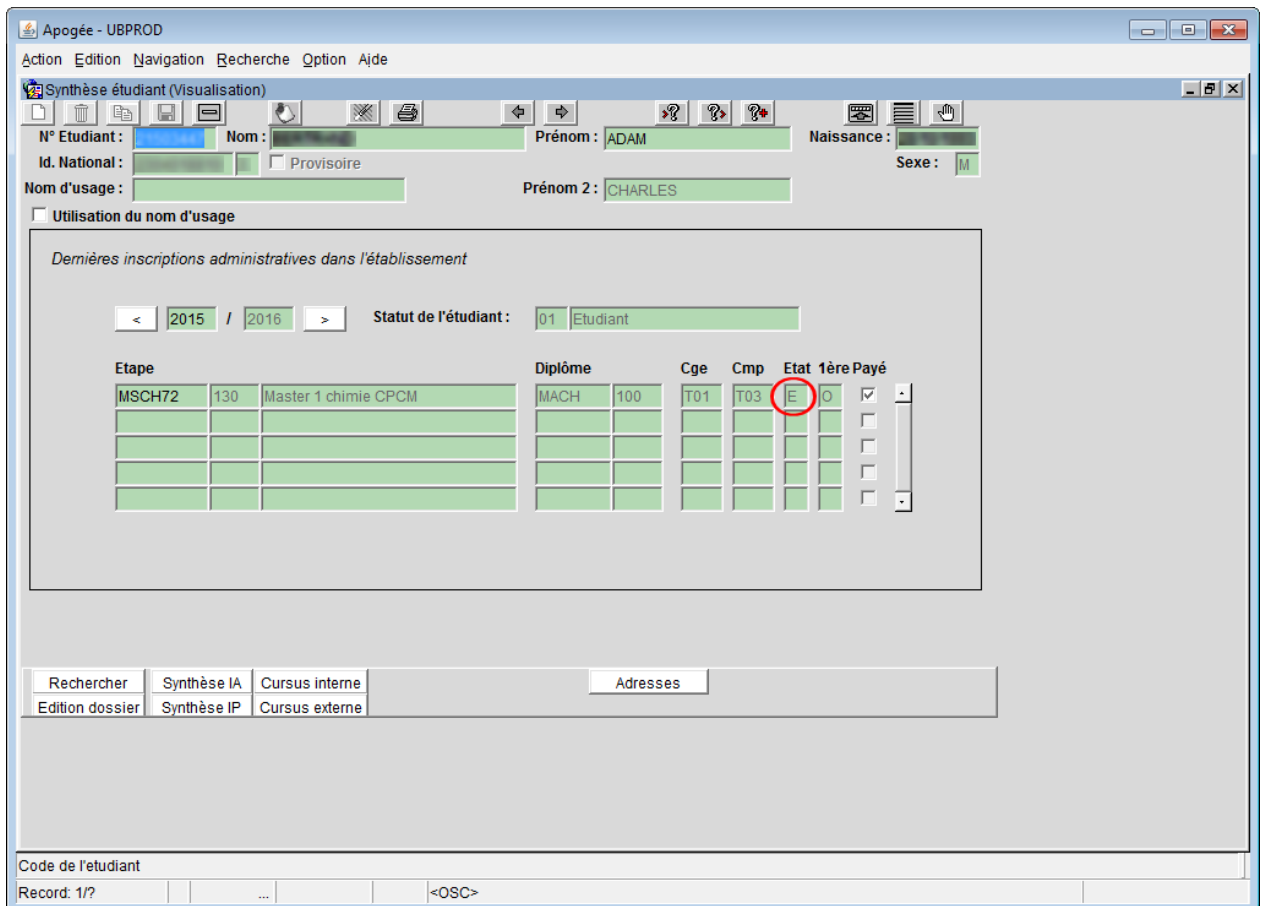 Apogée - UBPROD
Action Edition Navigation Recherche Option Aide
Synthèse étudiant (Visualisation)
N° Etudiant : Nom : Prénom : ADAM Naissance :
Id. National : Provisoire Sexe : M
Nom d'usage : Prénom 2 : CHARLES
Utilisation du nom d'usage
Dernières inscriptions administratives dans l'établissement
< 2015 / 2016 > Statut de l'étudiant : 01 Etudiant
Etape Diplôme Cge Cmp Etat 1ère Payé
MSCH72 130 Master 1 chimie CPCM MACH 100 T01 T03 E O
Rechercher Synthèse IA Cursus interne Adresses
Edition dossier Synthèse IP Cursus externe
Code de l'etudiant
Record: 1/? ... <OSC>